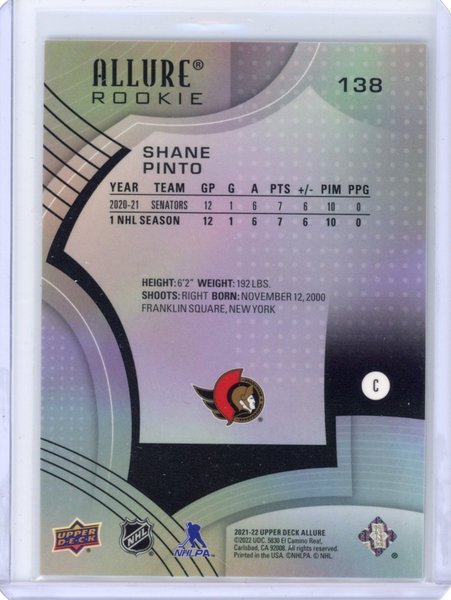 ALLURE®
ROOKIE
138
SHANE
PINTO
YEAR TEAM GP G A PTS +/- PIM PPG
2020-21 SENATORS 12 1 6 7 6 10 0
1 NHL SEASON 12 1 6 7 6 10 0
HEIGHT: 6'2" WEIGHT: 192 LBS.
SHOOTS: RIGHT BORN: NOVEMBER 12, 2000
FRANKLIN SQUARE, NEW YORK
C
UPPER DECK
NHL
NHLPA
2021-22 UPPER DECK ALLURE
©2022 UDC. 5830 El Camino Real,
Carlsbad, CA 92008. All rights reserved.
Printed in the USA. ©NHLPA. © NHL.
®